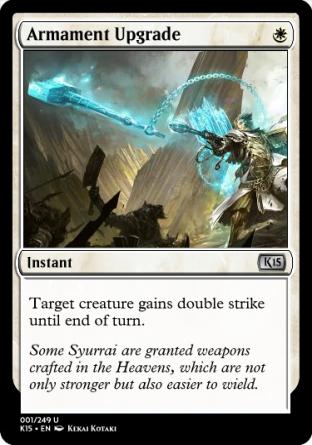 Armament Upgrade
Instant
K15
Target creature gains double strike
until end of turn.
Some Syurrai are granted weapons
crafted in the Heavens, which are not
only stronger but also easier to wield.
001/249 U
K15 • EN Kekai Kotaki